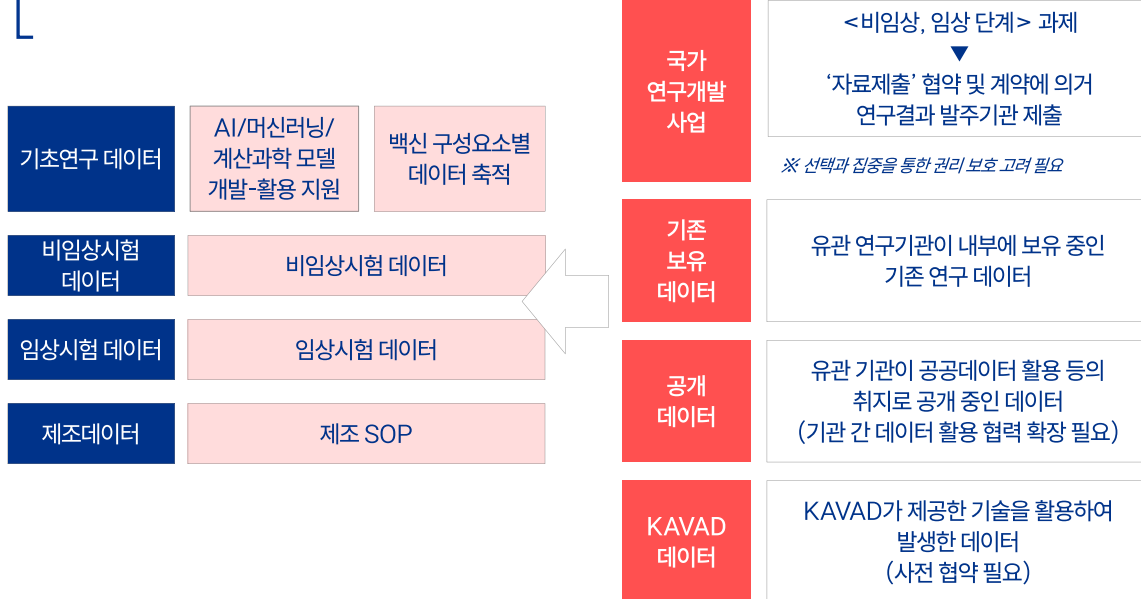 기초연구 데이터
AI/머신러닝/
계산과학 모델
개발-활용 지원
백신 구성요소별
데이터 축적
비임상시험
데이터
비임상시험 데이터
임상시험 데이터
임상시험 데이터
제조데이터
제조 SOP
국가
연구개발
사업
<비임상, 임상 단계> 과제
▼
‘자료제출’ 협약 및 계약에 의거
연구결과 발주기관 제출
※ 선택과 집중을 통한 권리 보호 고려 필요
기존
보유
데이터
유관 연구기관이 내부에 보유 중인
기존 연구 데이터
공개
데이터
유관 기관이 공공데이터 활용 등의
취지로 공개 중인 데이터
(기관 간 데이터 활용 협력 확장 필요)
KAVAD
데이터
KAVAD가 제공한 기술을 활용하여
발생한 데이터
(사전 협약 필요)